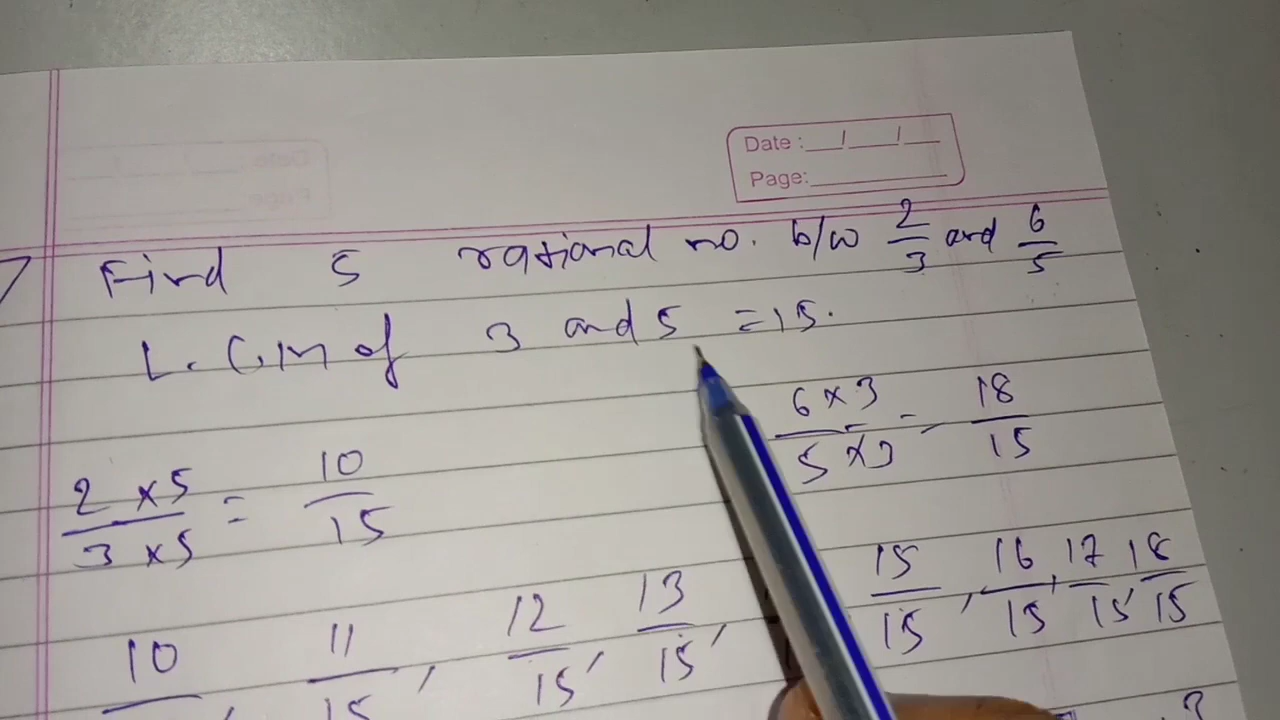 Date : __/__/__
Page: ________
Find 5 rational no. b/w 2/3 and 6/5
L.C.M of 3 and 5 = 15.
6 x 3 / 5 x 3 = 18/15
2 x 5 / 3 x 5 = 10/15
10/, 11/15, 12/15, 13/15, 15/15, 16/15, 17/15, 18/15
?